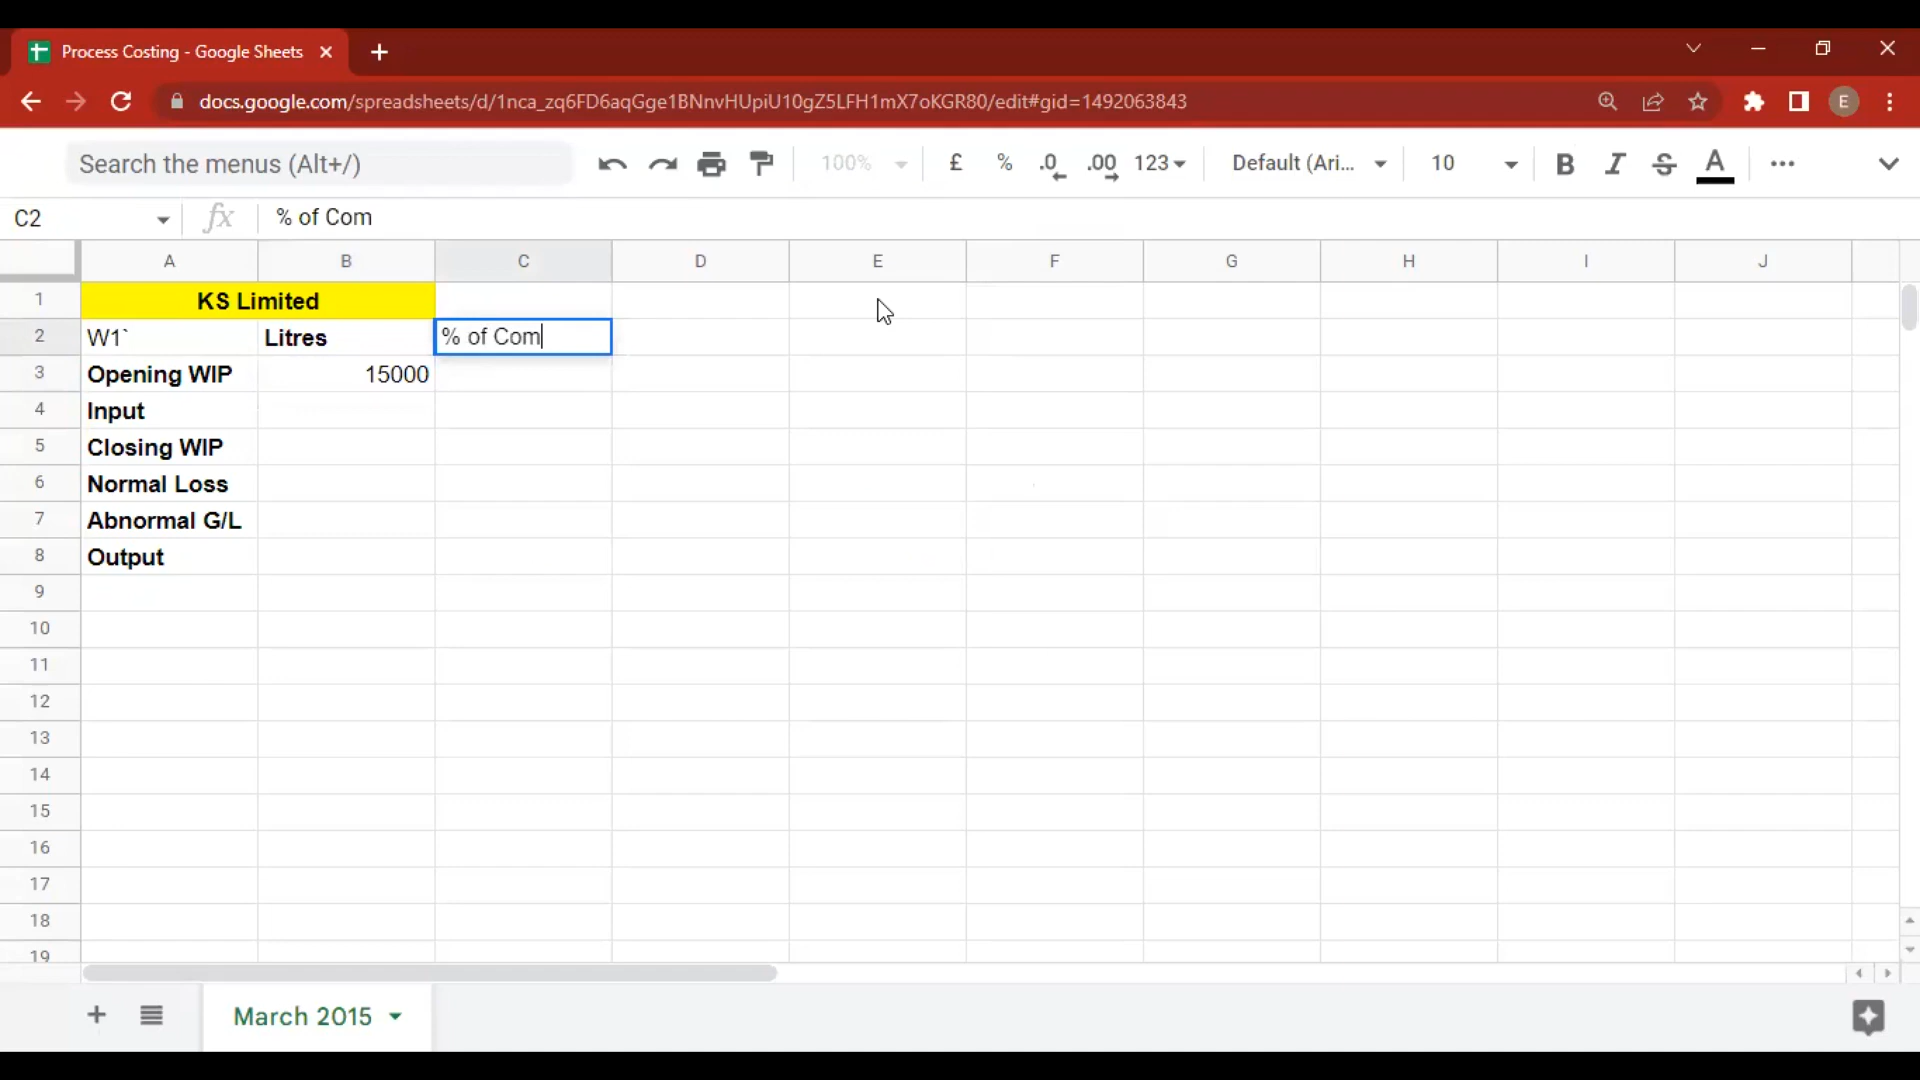 Process Costing - Google Sheets
docs.google.com/spreadsheets/d/1nca_zq6FD6aqGge1BNnvHUpiU10gZ5LFH1mX7oKGR80/edit#gid=1492063843 E
Search the menus (Alt+/) 100% £ % .0 .00 123 Default (Ari... 10 B I S A
C2 fx % of Com
A B C D E F G H I J
1 KS Limited
2 W1` Litres % of Com
3 Opening WIP 15000
4 Input
5 Closing WIP
6 Normal Loss
7 Abnormal G/L
8 Output
9
10
11
12
13
14
15
16
17
18
19
March 2015